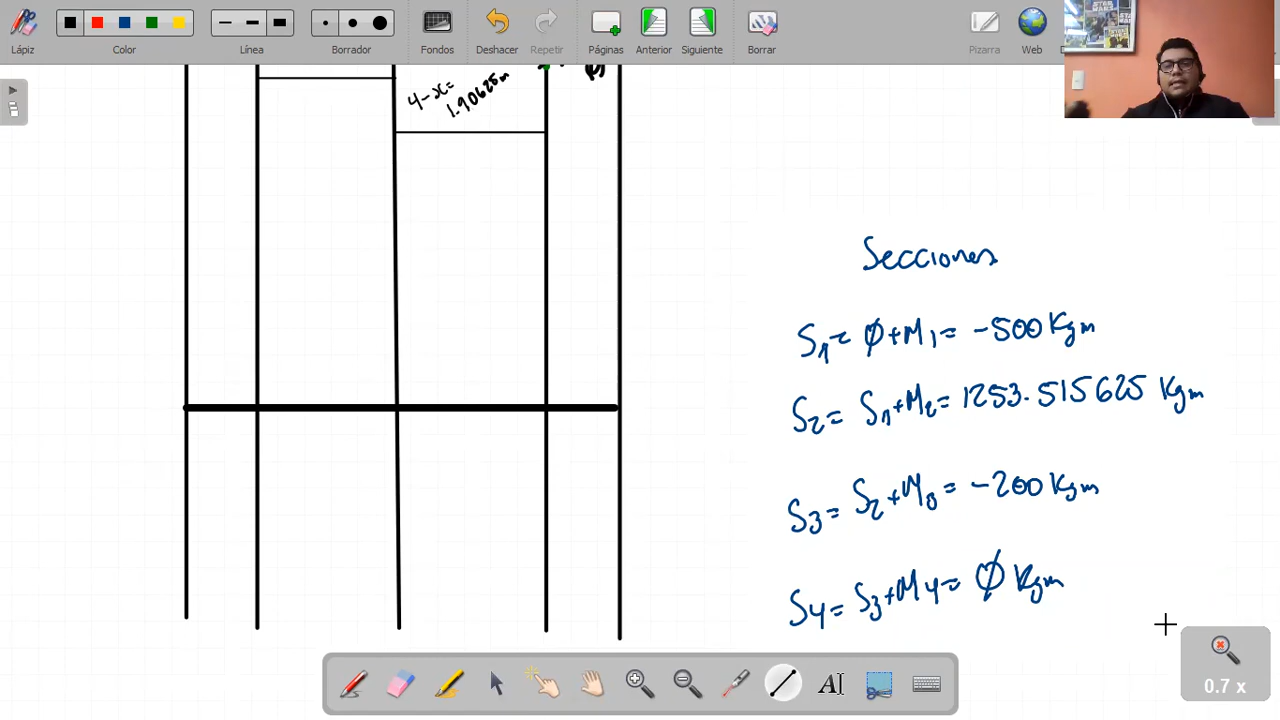 Lápiz
Color
Línea
Borrador
Fondos
Deshacer
Repetir
Páginas
Anterior
Siguiente
Borrar
Pizarra
Web
4-x=
1.90625m
Secciones
S1= ∅+M1= -500 Kgm
S2= S1+M2= 1253.515625 Kgm
S3= S2+M3= -200 Kgm
S4= S3+M4= ∅ Kgm
AI
0.7 x